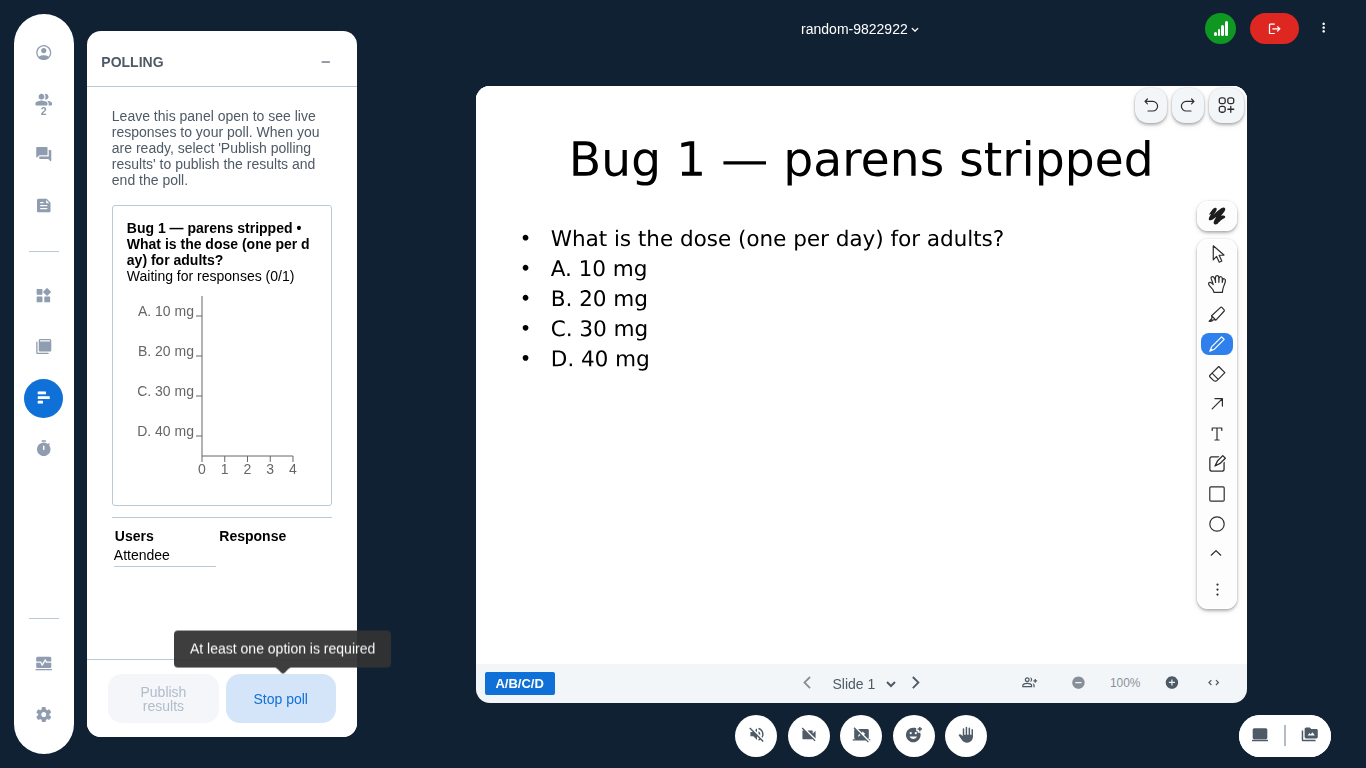 random-9822922
2
POLLING
Leave this panel open to see live
responses to your poll. When you
are ready, select 'Publish polling
results' to publish the results and
end the poll.
Bug 1 — parens stripped •
What is the dose (one per d
ay) for adults?
Waiting for responses (0/1)
A. 10 mg
B. 20 mg
C. 30 mg
D. 40 mg
0 1 2 3 4
Users Response
Attendee
At least one option is required
Publish
results
Stop poll
Bug 1 — parens stripped
• What is the dose (one per day) for adults?
• A. 10 mg
• B. 20 mg
• C. 30 mg
• D. 40 mg
A/B/C/D
Slide 1
100%